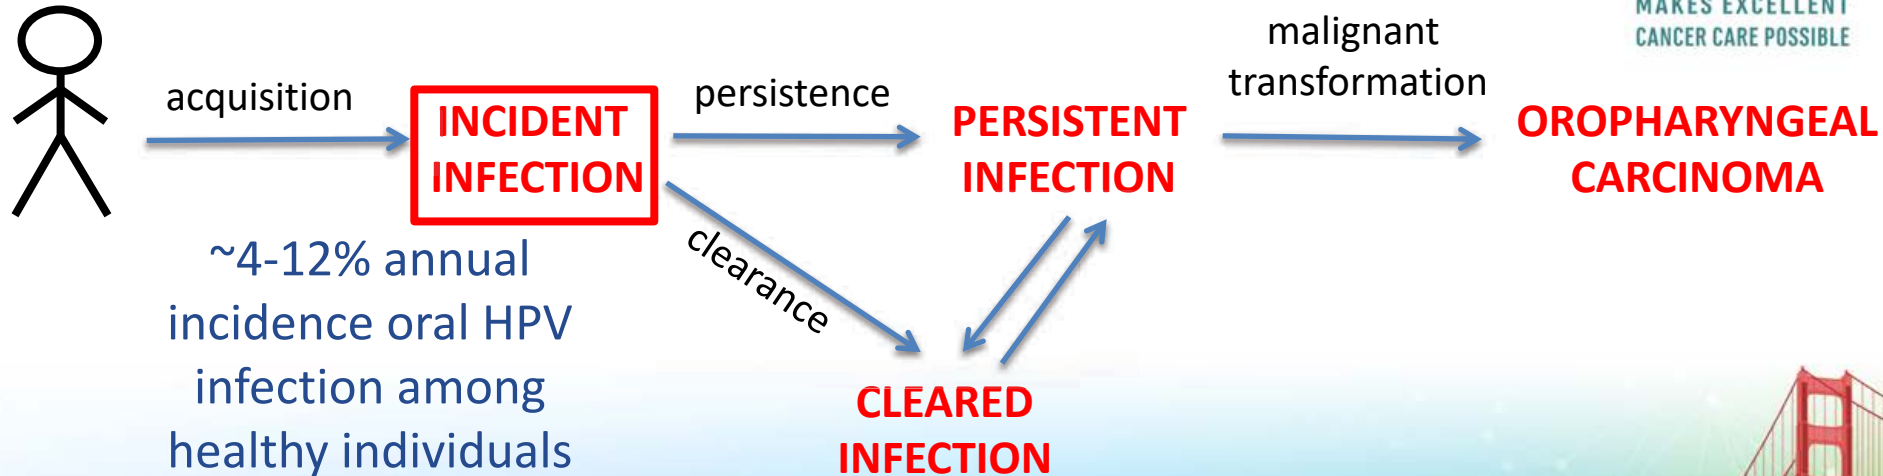 MAKES EXCELLENT
CANCER CARE POSSIBLE
malignant
transformation
acquisition
persistence
INCIDENT
INFECTION
PERSISTENT
INFECTION
OROPHARYNGEAL
CARCINOMA
clearance
~4-12% annual
incidence oral HPV
infection among
healthy individuals
CLEARED
INFECTION